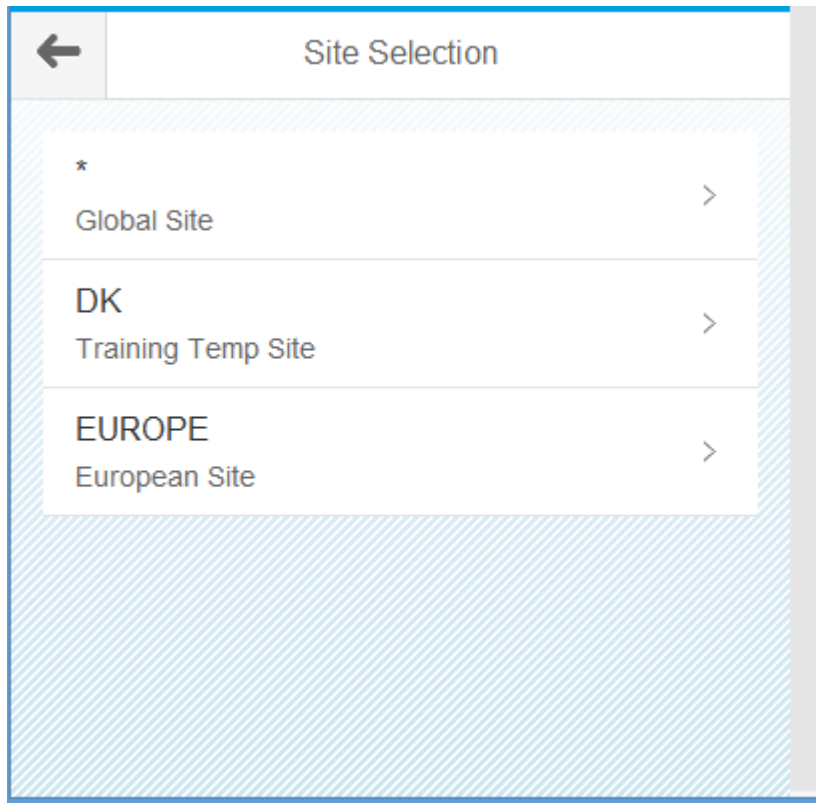 Site Selection
*
Global Site
DK
Training Temp Site
EUROPE
European Site